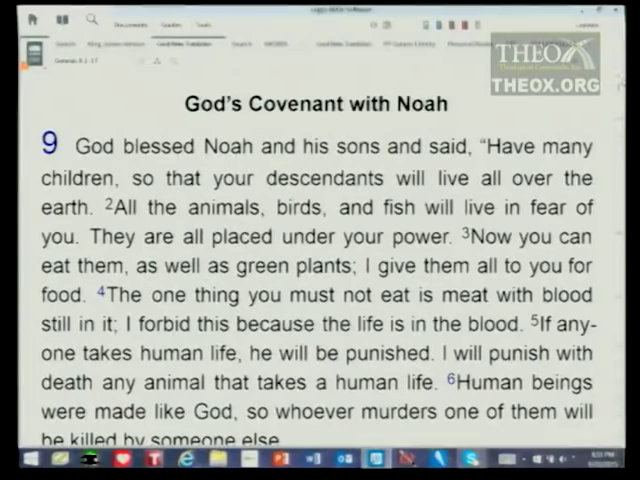 THEOX
THEOX.ORG
God's Covenant with Noah
9 God blessed Noah and his sons and said, “Have many
children, so that your descendants will live all over the
earth. 2All the animals, birds, and fish will live in fear of
you. They are all placed under your power. 3Now you can
eat them, as well as green plants; I give them all to you for
food. 4The one thing you must not eat is meat with blood
still in it; I forbid this because the life is in the blood. 5If any-
one takes human life, he will be punished. I will punish with
death any animal that takes a human life. 6Human beings
were made like God, so whoever murders one of them will
be killed by someone else